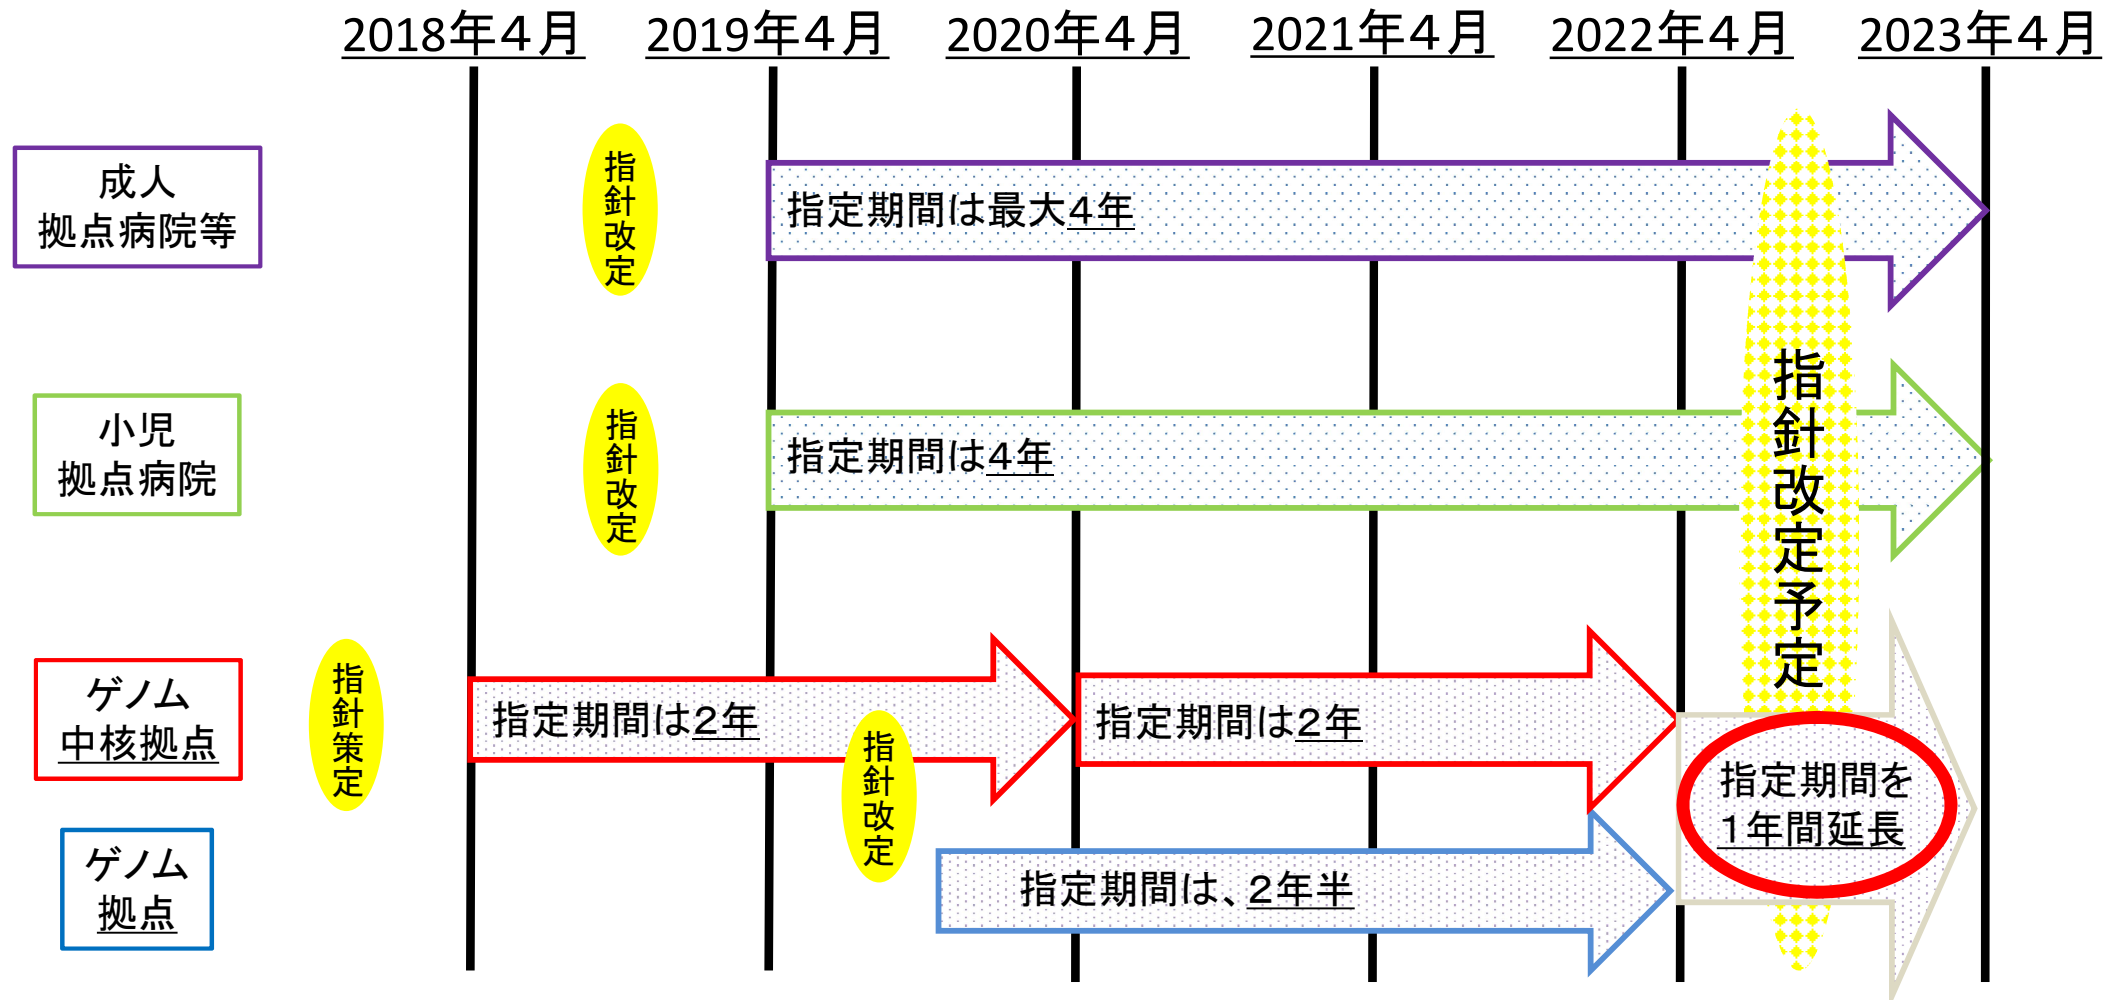 2018年４月
2019年４月
2020年４月
2021年４月
2022年４月
2023年４月
成人
拠点病院等
指針改定
指定期間は最大４年
小児
拠点病院
指針改定
指定期間は４年
指針改定予定
ゲノム
中核拠点
指針策定
指定期間は２年
指針改定
指定期間は２年
指定期間を
１年間延長
ゲノム
拠点
指定期間は、２年半